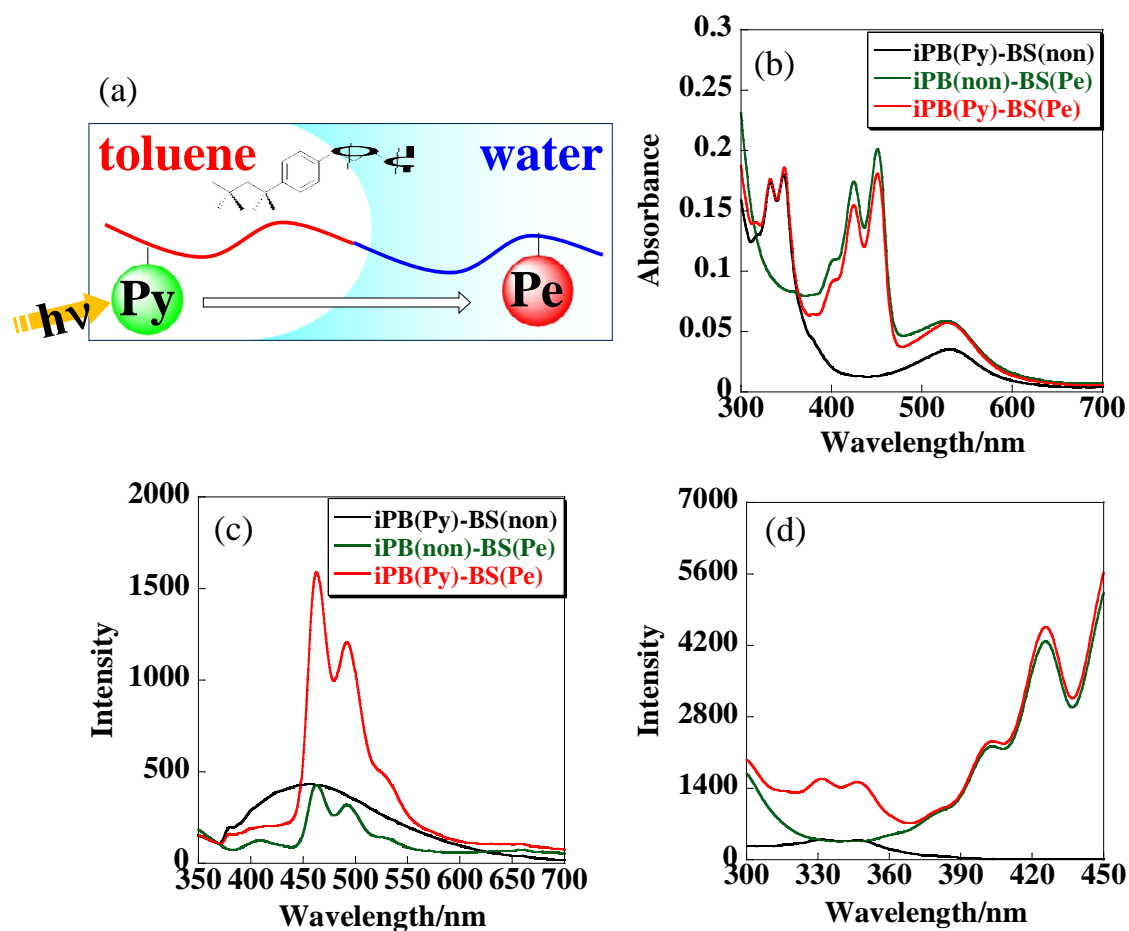 (a)
toluene water
Py
Pe
hν
(b)
iPB(Py)-BS(non)
iPB(non)-BS(Pe)
iPB(Py)-BS(Pe)
Absorbance
0.3
0.25
0.2
0.15
0.1
0.05
0
300 400 500 600 700
Wavelength/nm
(c)
iPB(Py)-BS(non)
iPB(non)-BS(Pe)
iPB(Py)-BS(Pe)
Intensity
2000
1500
1000
500
0
350 400 450 500 550 600 650 700
Wavelength/nm
(d)
Intensity
7000
5600
4200
2800
1400
0
300 330 360 390 420 450
Wavelength/nm